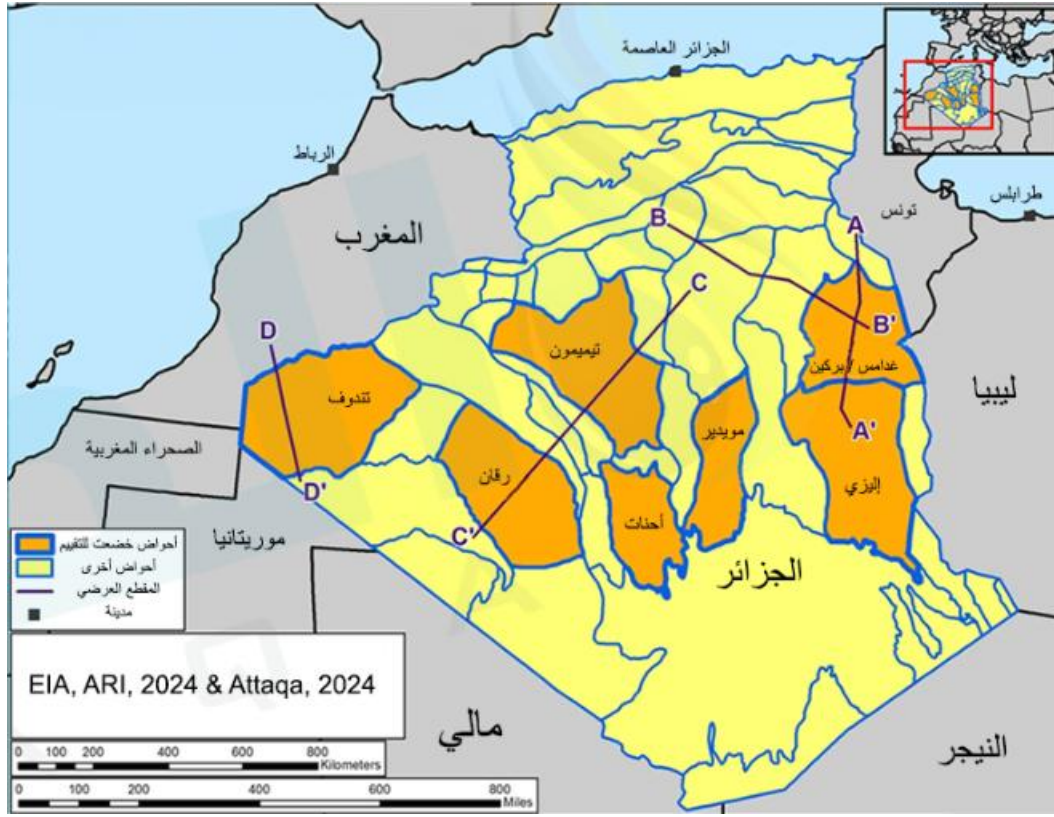 الجزائر العاصمة
الرباط
طرابلس
تونس
المغرب
A
B
C
B'
تيميمون
غدامس / بركين
D
ليبيا
تندوف
مويدير
A'
الصحراء المغربية
رقان
إليزي
D'
أحنات
C'
موريتانيا
الجزائر
أحواض خضعت للتقييم
أحواض أخرى
المقطع العرضي
مدينة
EIA, ARI, 2024 & Attaqa, 2024
مالي
النيجر
0 100 200 400 600 800
Kilometers
0 100 200 400 600 800
Miles